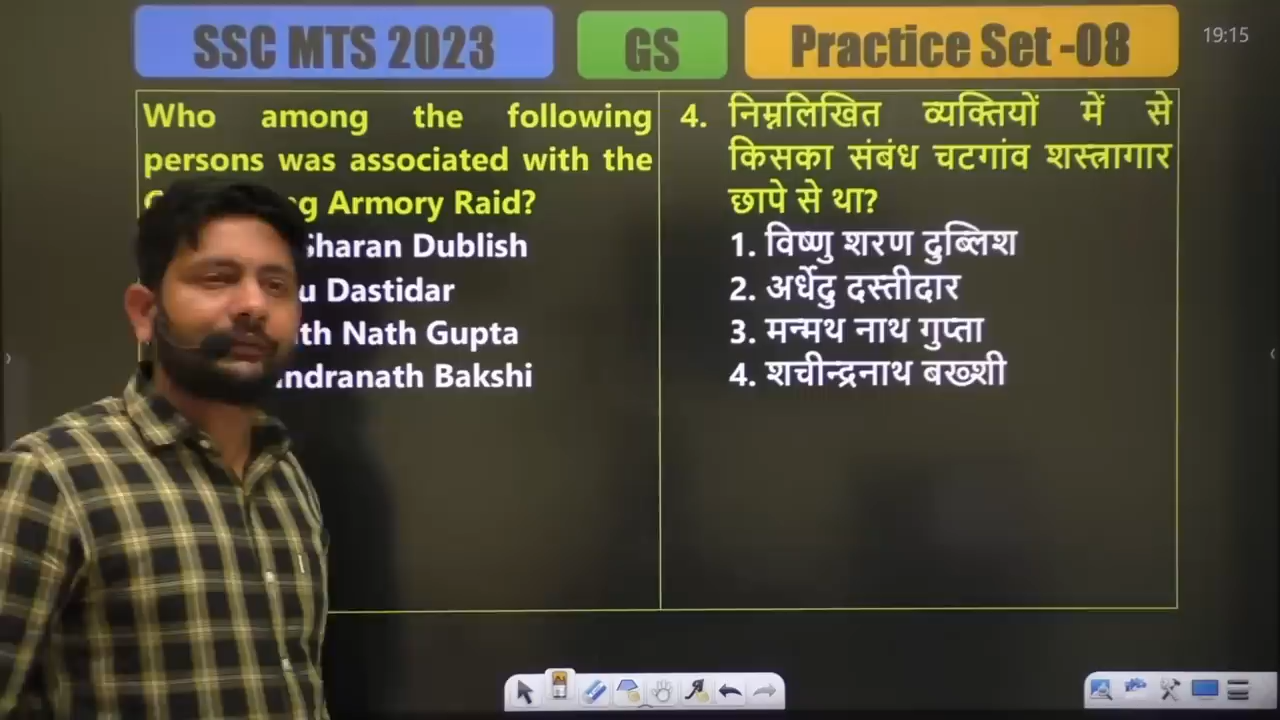 SSC MTS 2023
GS
Practice Set -08
19:15
Who among the following
persons was associated with the
Armory Raid?
Sharan Dublish
Dastidar
Nath Gupta
Bakshi
4. निम्नलिखित व्यक्तियों में से
किसका संबंध चटगांव शस्त्रागार
छापे से था?
1. विष्णु शरण दुब्लिश
2. अर्धेदु दस्तीदार
3. मन्मथ नाथ गुप्ता
4. शचीन्द्रनाथ बख्शी